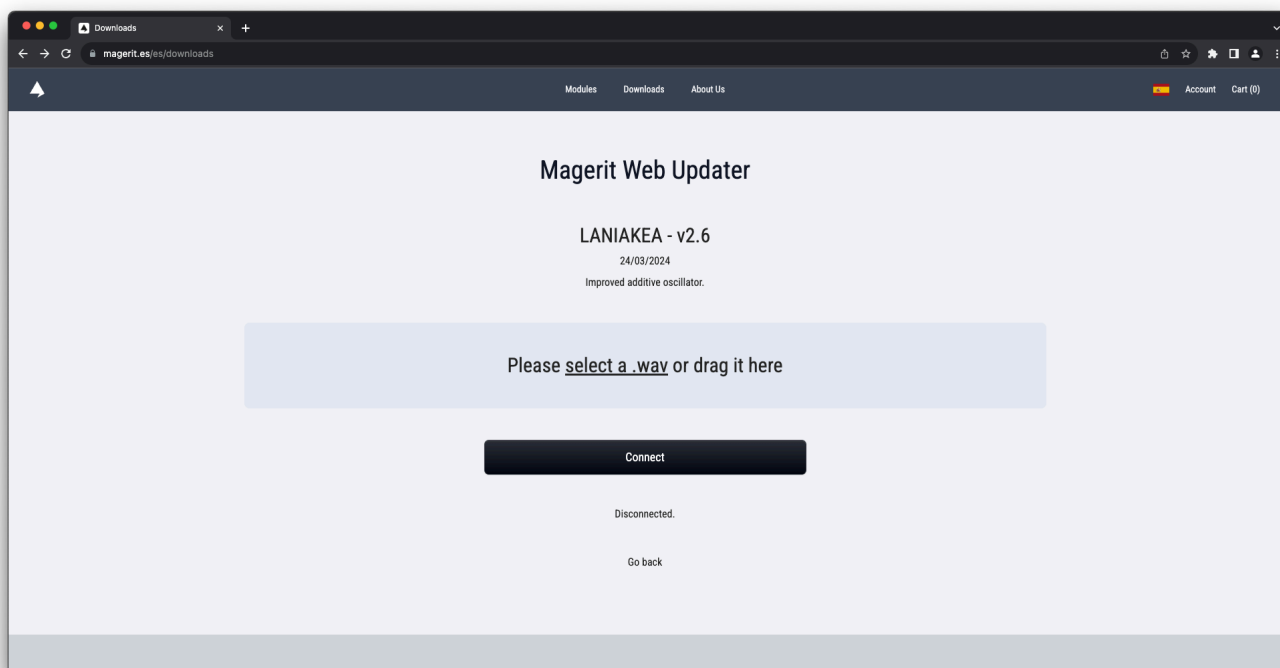 Downloads
magerit.es/es/downloads
Modules Downloads About Us Account Cart (0)
Magerit Web Updater
LANIAKEA - v2.6
24/03/2024
Improved additive oscillator.
Please select a .wav or drag it here
Connect
Disconnected.
Go back